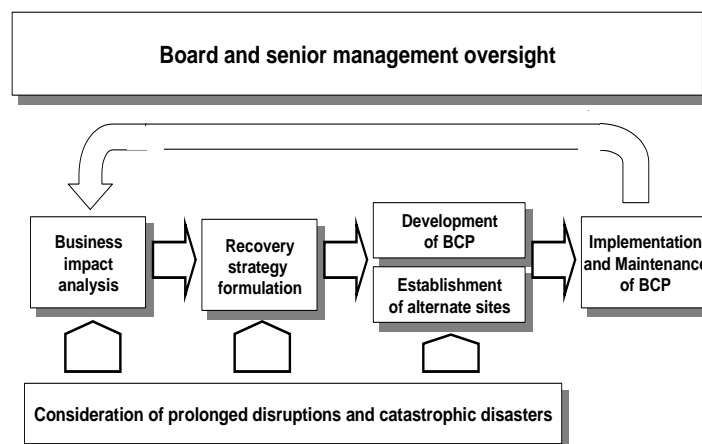 Board and senior management oversight
Business
impact
analysis
Recovery
strategy
formulation
Development
of BCP
Establishment
of alternate sites
Implementation
and Maintenance
of BCP
Consideration of prolonged disruptions and catastrophic disasters